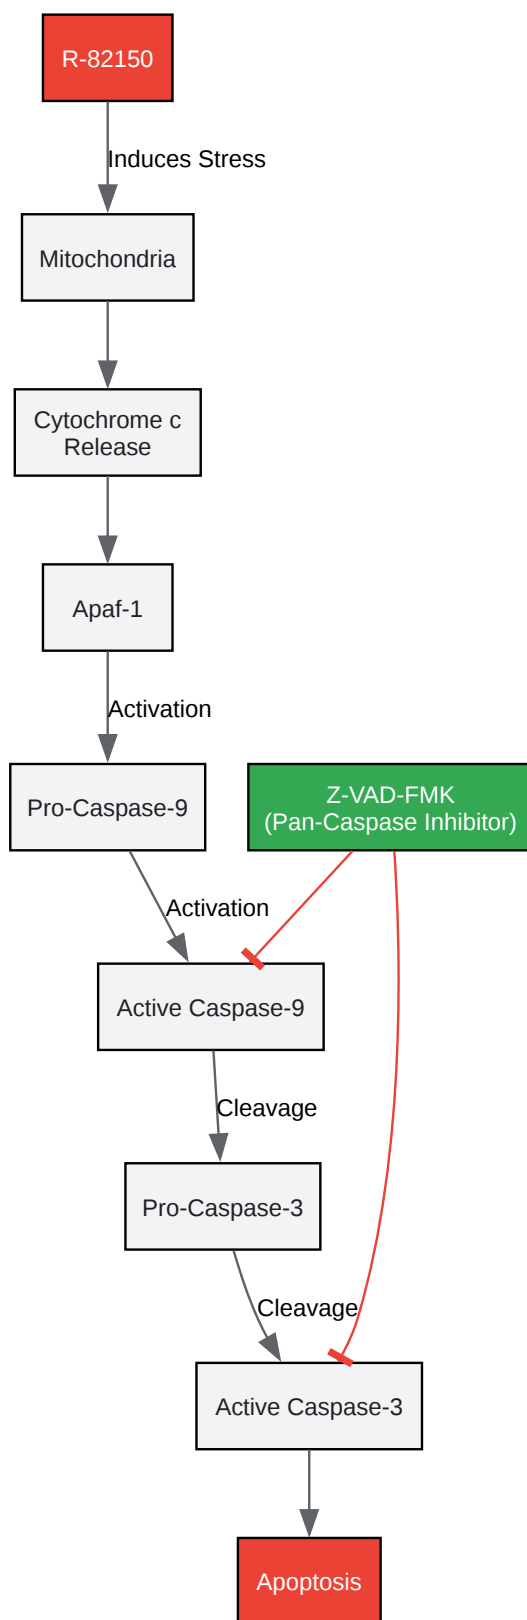 R-82150
Induces Stress
Mitochondria
Cytochrome c
Release
Apaf-1
Activation
Pro-Caspase-9
Z-VAD-FMK
(Pan-Caspase Inhibitor)
Activation
Active Caspase-9
Cleavage
Pro-Caspase-3
Cleavage
Active Caspase-3
Apoptosis